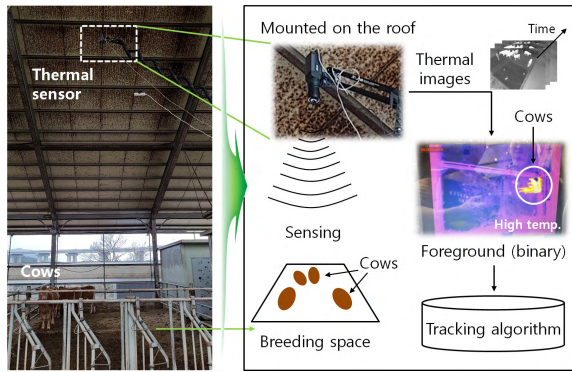 Thermal
sensor
Cows
Mounted on the roof
Thermal
images
Time
Cows
High temp.
Sensing
Foreground (binary)
Cows
Breeding space
Tracking algorithm